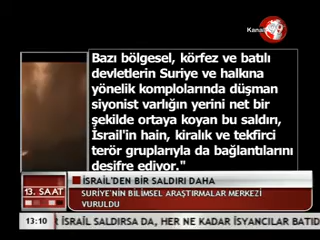 Kanal
Bazı bölgesel, körfez ve batılı
devletlerin Suriye ve halkına
yönelik komplolarında düşman
siyonist varlığın yerini net bir
şekilde ortaya koyan bu saldırı,
İsrail'in hain, kiralık ve tekfirci
terör gruplarıyla da bağlantılarını
deşifre ediyor."
13. SAAT
İSRAİL'DEN BİR SALDIRI DAHA
SURİYE'NİN BİLİMSEL ARAŞTIRMALAR MERKEZİ
VURULDU
13:10
İSRAİL SALDIRSA DA, HER NE KADAR İSYANCILAR BATID